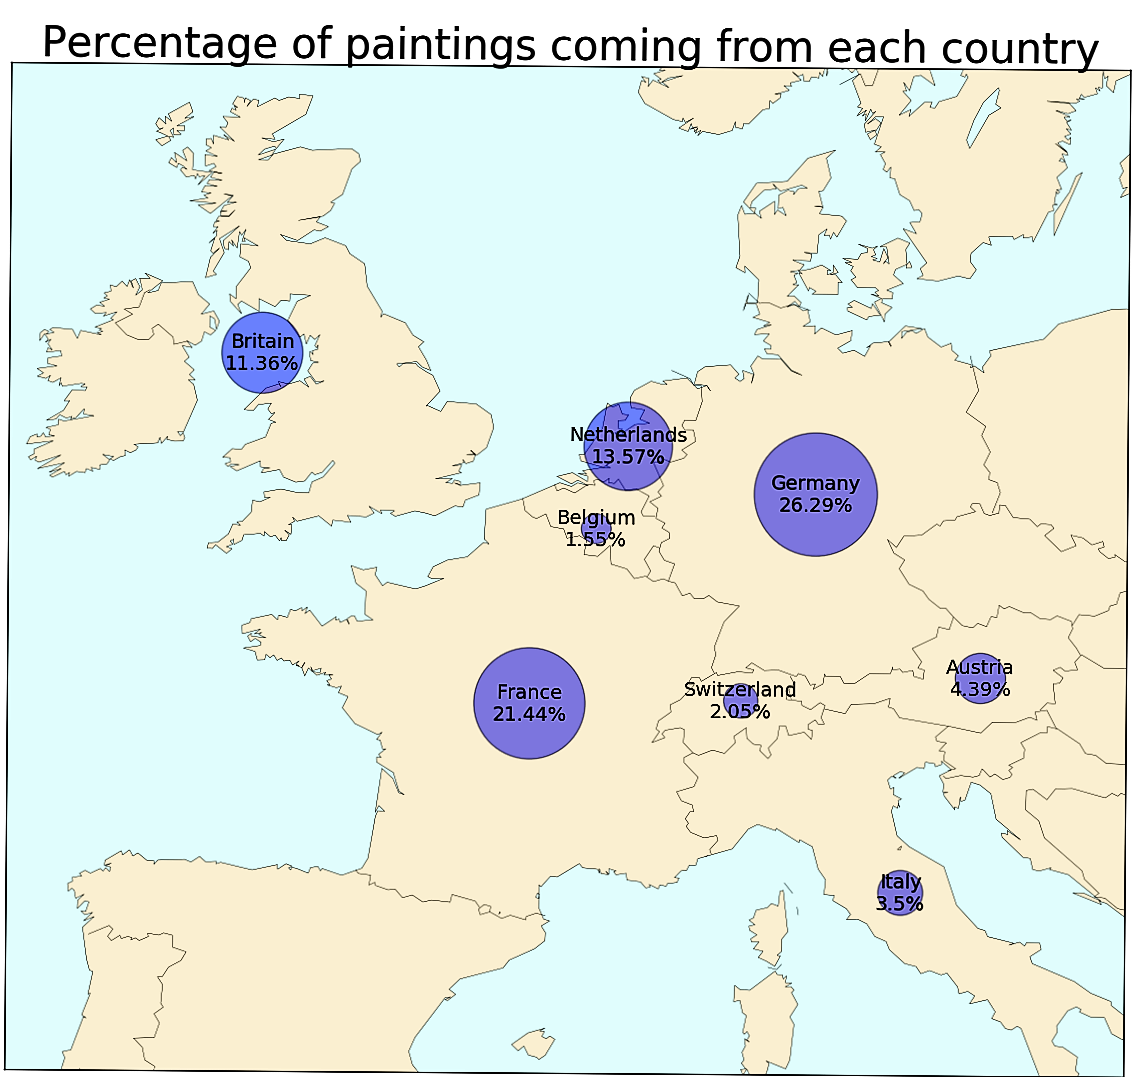 Percentage of paintings coming from each country
Britain
11.36%
Netherlands
13.57%
Germany
26.29%
Belgium
1.55%
France
21.44%
Switzerland
2.05%
Austria
4.39%
Italy
3.5%